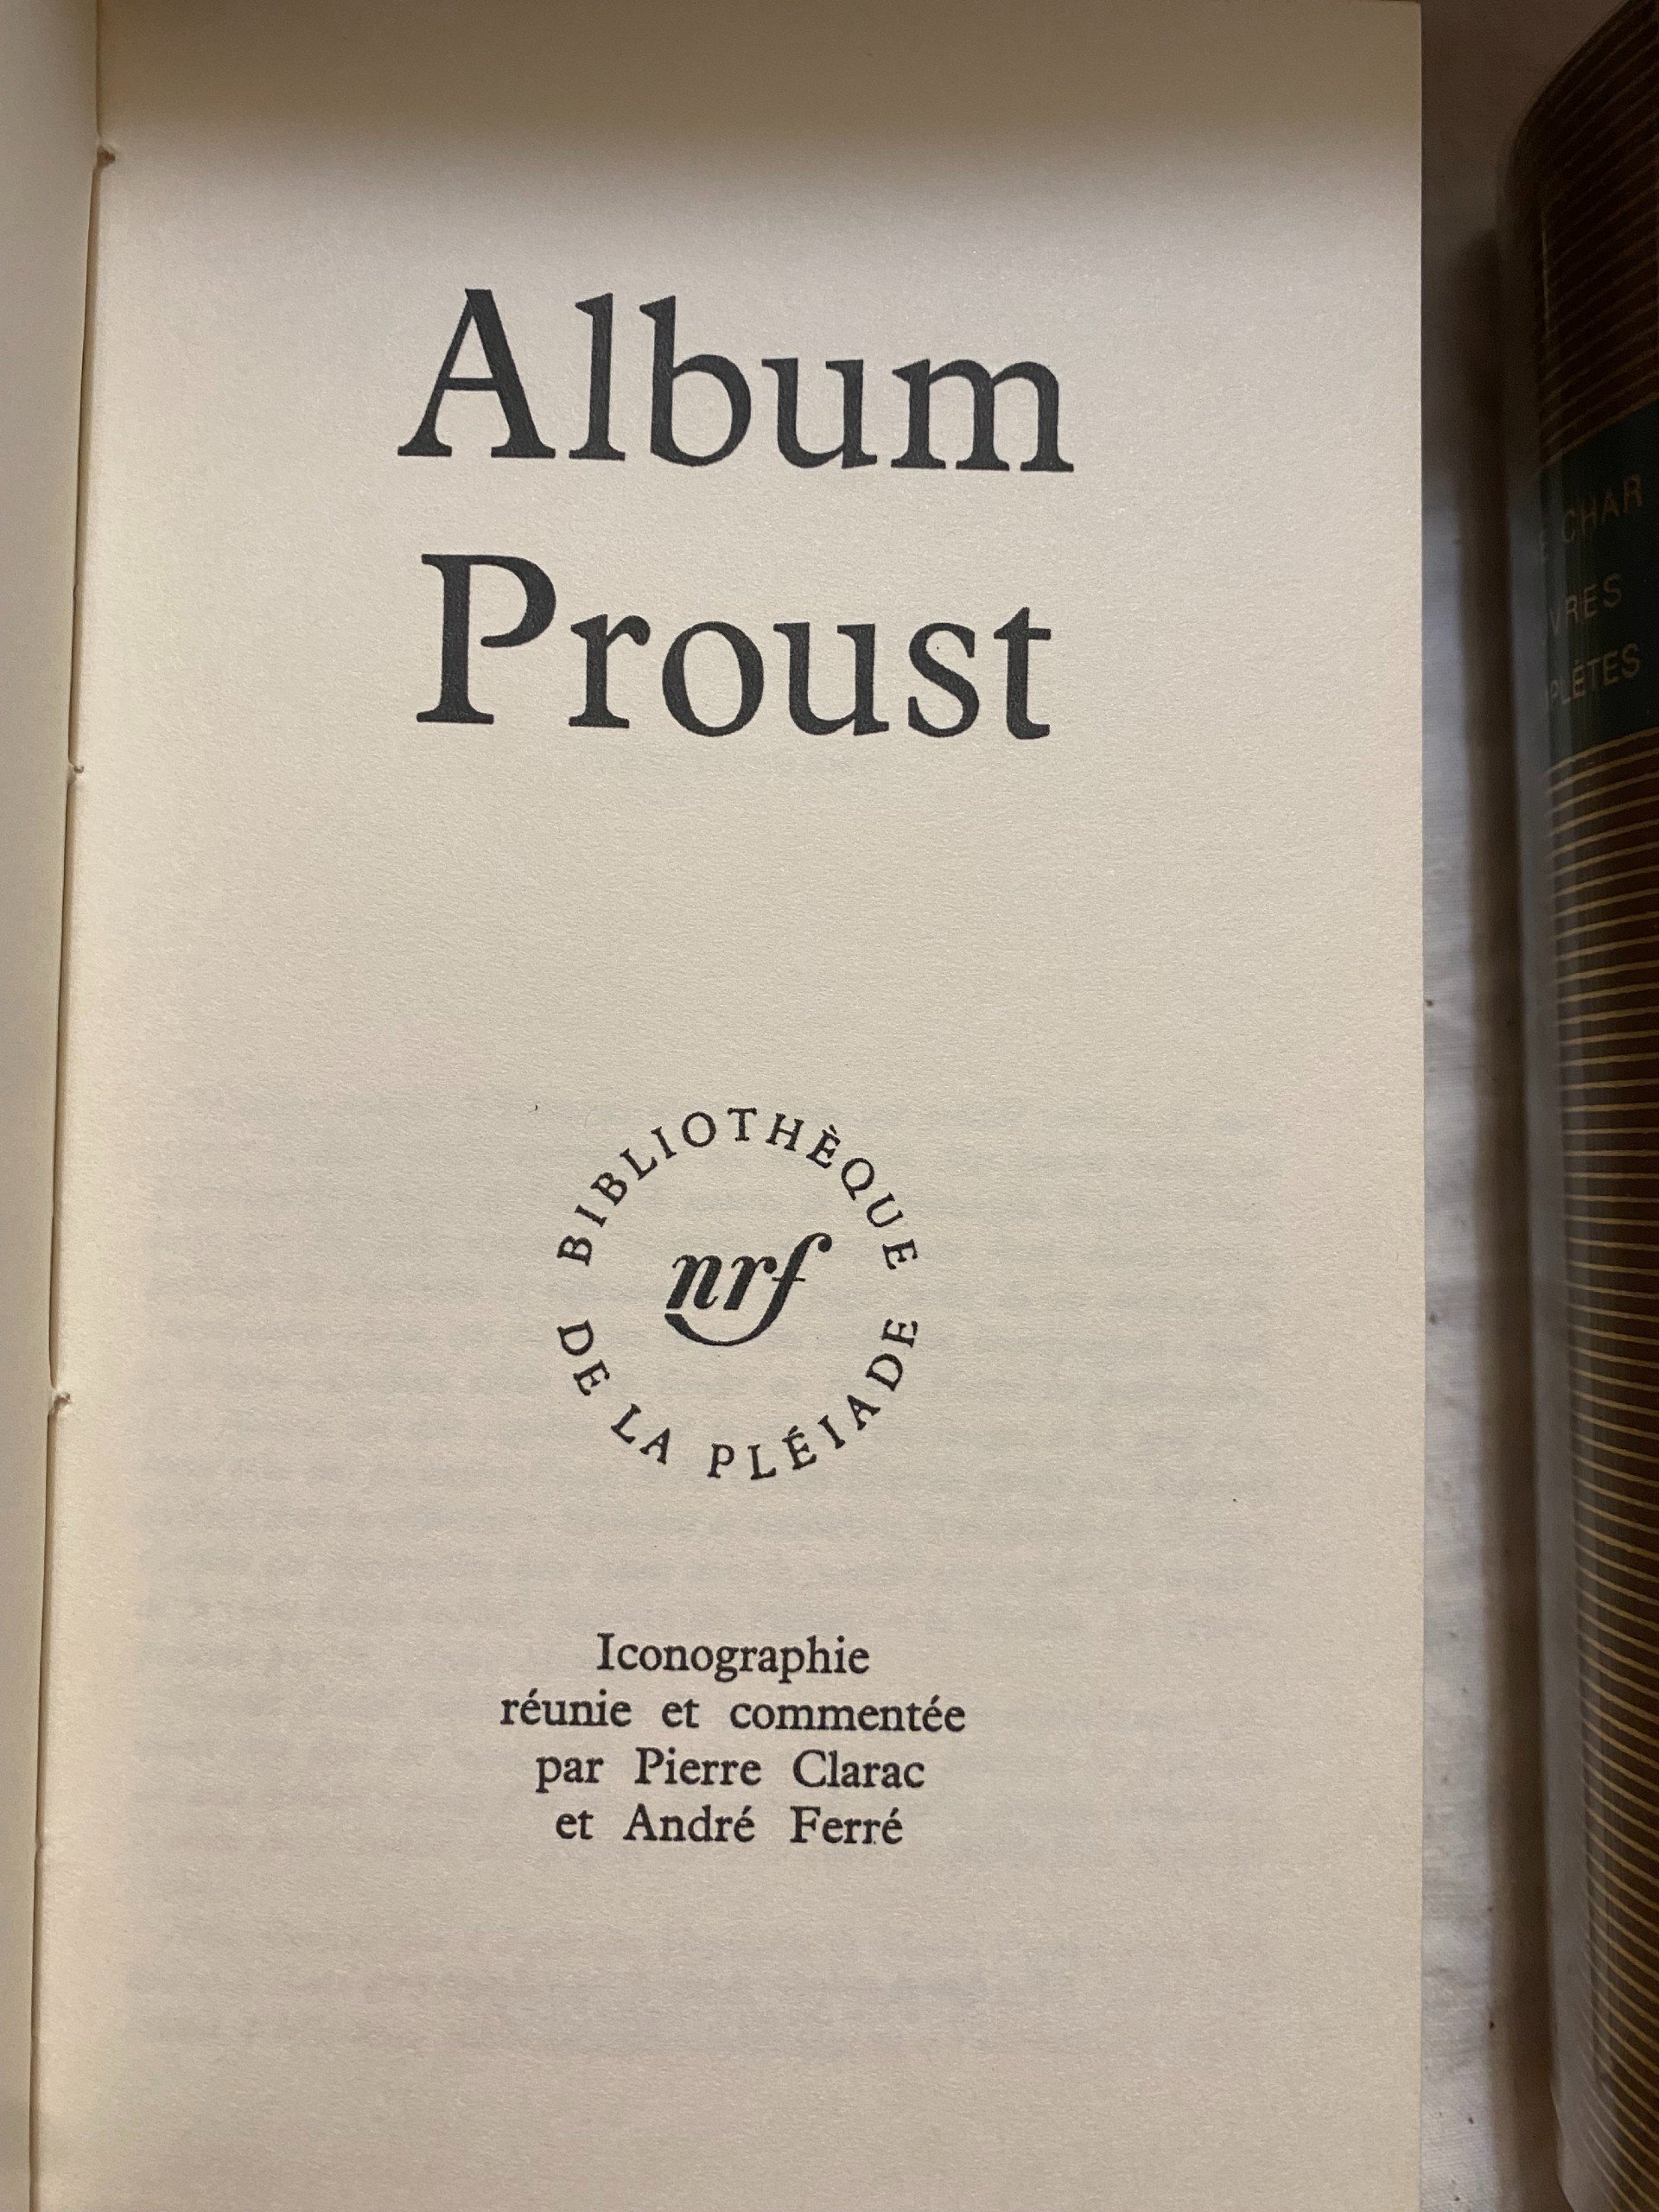 Album
Proust
BIBLIOTHÈQUE
DE LA PLÉIADE
nrf
Iconographie
réunie et commentée
par Pierre Clarac
et André Ferré
CHAR
VRES
PLÈTES